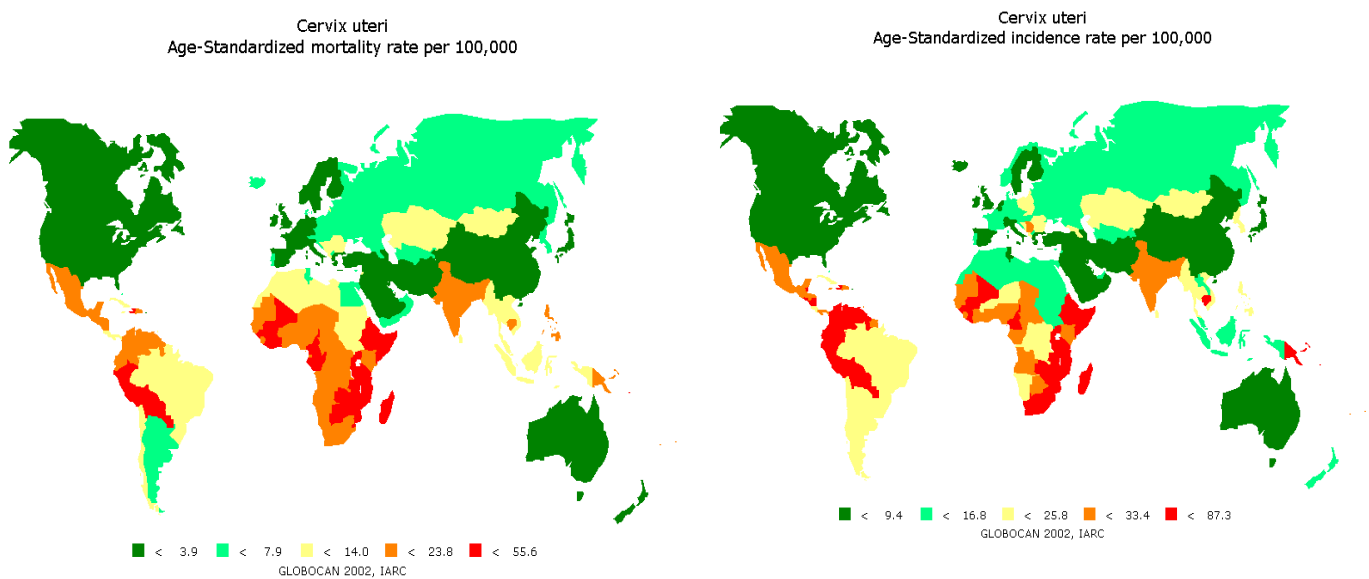 Cervix uteri
Age-Standardized mortality rate per 100,000
< 3.9 < 7.9 < 14.0 < 23.8 < 55.6
GLOBOCAN 2002, IARC
Cervix uteri
Age-Standardized incidence rate per 100,000
< 9.4 < 16.8 < 25.8 < 33.4 < 87.3
GLOBOCAN 2002, IARC